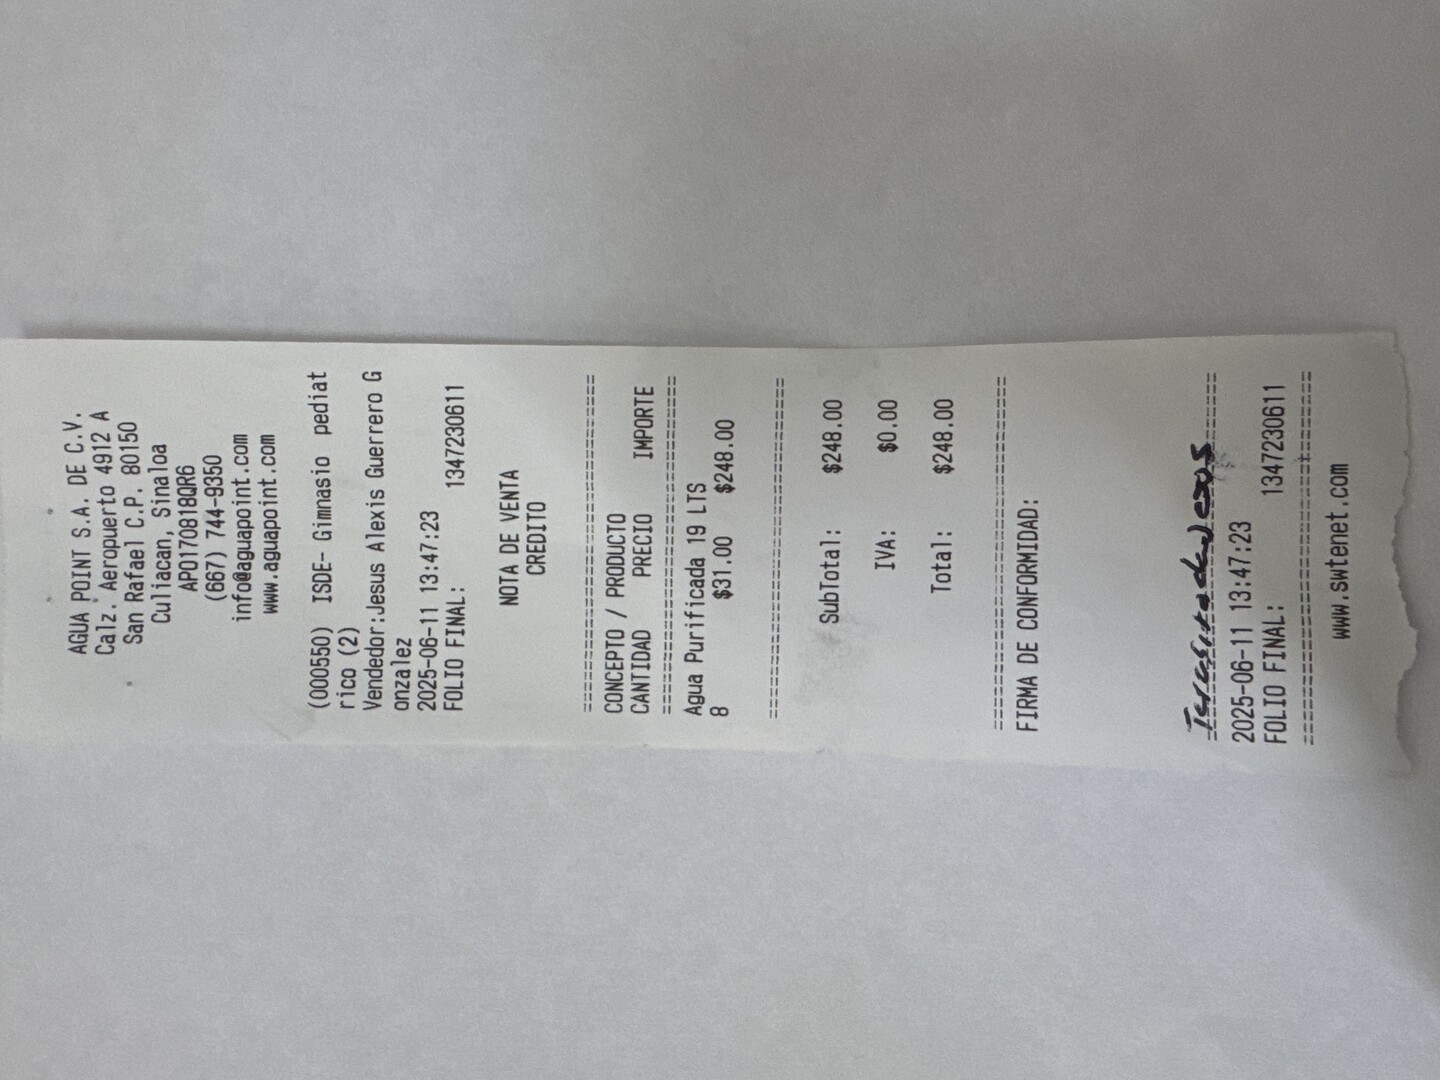 AGUA POINT S.A. DE C.V.
Calz. Aeropuerto 4912 A
San Rafael C.P. 80150
Culiacan, Sinaloa
APO170818QR6
(667) 744-9350
info@aguapoint.com
www.aguapoint.com
(000550) ISDE- Gimnasio pediat
rico (2)
Vendedor:Jesus Alexis Guerrero G
onzalez
2025-06-11 13:47:23
FOLIO FINAL: 1347230611
NOTA DE VENTA
CREDITO
================================
CONCEPTO / PRODUCTO
CANTIDAD PRECIO IMPORTE
================================
Agua Purificada 19 LTS
8 $31.00 $248.00
================================
SubTotal: $248.00
IVA: $0.00
Total: $248.00
================================
FIRMA DE CONFORMIDAD:
================================
2025-06-11 13:47:23
FOLIO FINAL: 1347230611
================================
www.swtenet.com